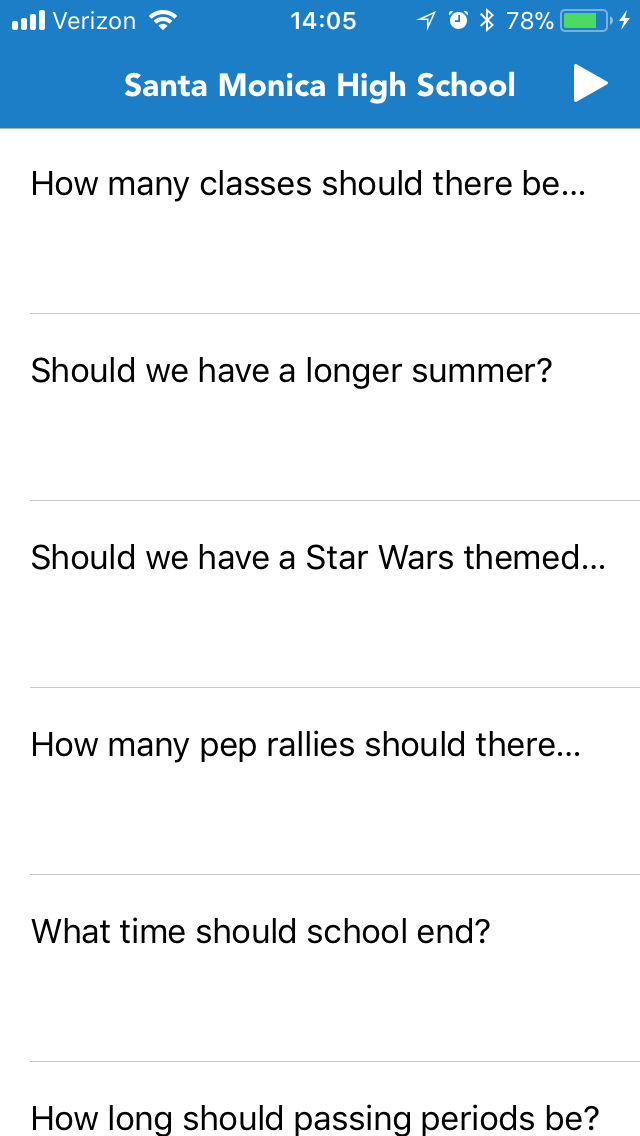 Verizon 14:05 78%
Santa Monica High School
How many classes should there be...
Should we have a longer summer?
Should we have a Star Wars themed...
How many pep rallies should there...
What time should school end?
How long should passing periods be?